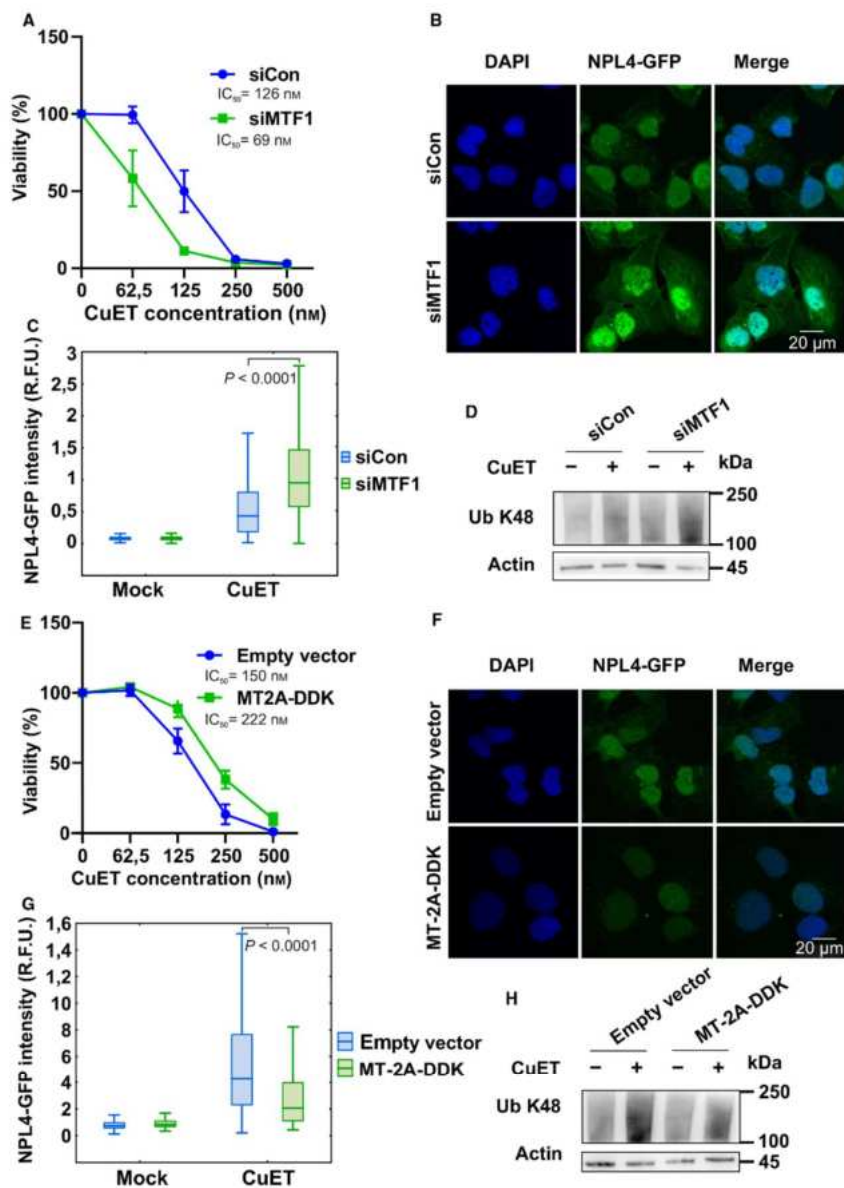 A
150
100
50
0
Viability (%)
siCon
IC50= 126 nM
siMTF1
IC50= 69 nM
0 62,5 125 250 500
CuET concentration (nM)
B
DAPI NPL4-GFP Merge
siCon
siMTF1
20 µm
C
3
2,5
2
1,5
1
0,5
0
NPL4-GFP intensity (R.F.U.)
P < 0.0001
siCon
siMTF1
Mock CuET
D
siCon siMTF1
CuET – + – + kDa
Ub K48
250
100
Actin
45
E
150
100
50
0
Viability (%)
Empty vector
IC50= 150 nM
MT2A-DDK
IC50= 222 nM
0 62,5 125 250 500
CuET concentration (nM)
F
DAPI NPL4-GFP Merge
Empty vector
MT-2A-DDK
20 µm
G
1,6
1,4
1,2
1
8
6
4
2
0
NPL4-GFP intensity (R.F.U.)
P < 0.0001
Empty vector
MT-2A-DDK
Mock CuET
H
Empty vector MT-2A-DDK
CuET – + – + kDa
Ub K48
250
100
Actin
45